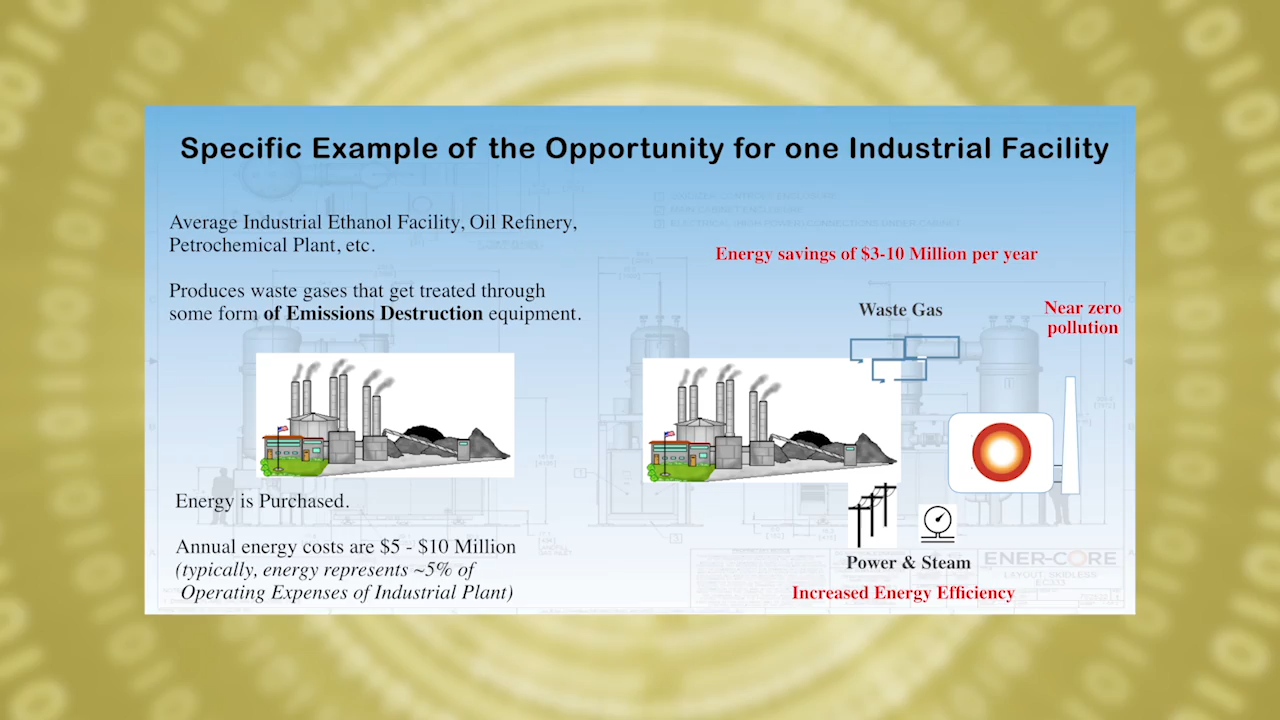 Specific Example of the Opportunity for one Industrial Facility
Average Industrial Ethanol Facility, Oil Refinery,
Petrochemical Plant, etc.
Produces waste gases that get treated through
some form of Emissions Destruction equipment.
Energy is Purchased.
Annual energy costs are $5 - $10 Million
(typically, energy represents ~5% of
Operating Expenses of Industrial Plant)
Energy savings of $3-10 Million per year
Waste Gas
Near zero
pollution
Power & Steam
Increased Energy Efficiency
ENER-CORE
LAYOUT, SKIDLESS
EC333